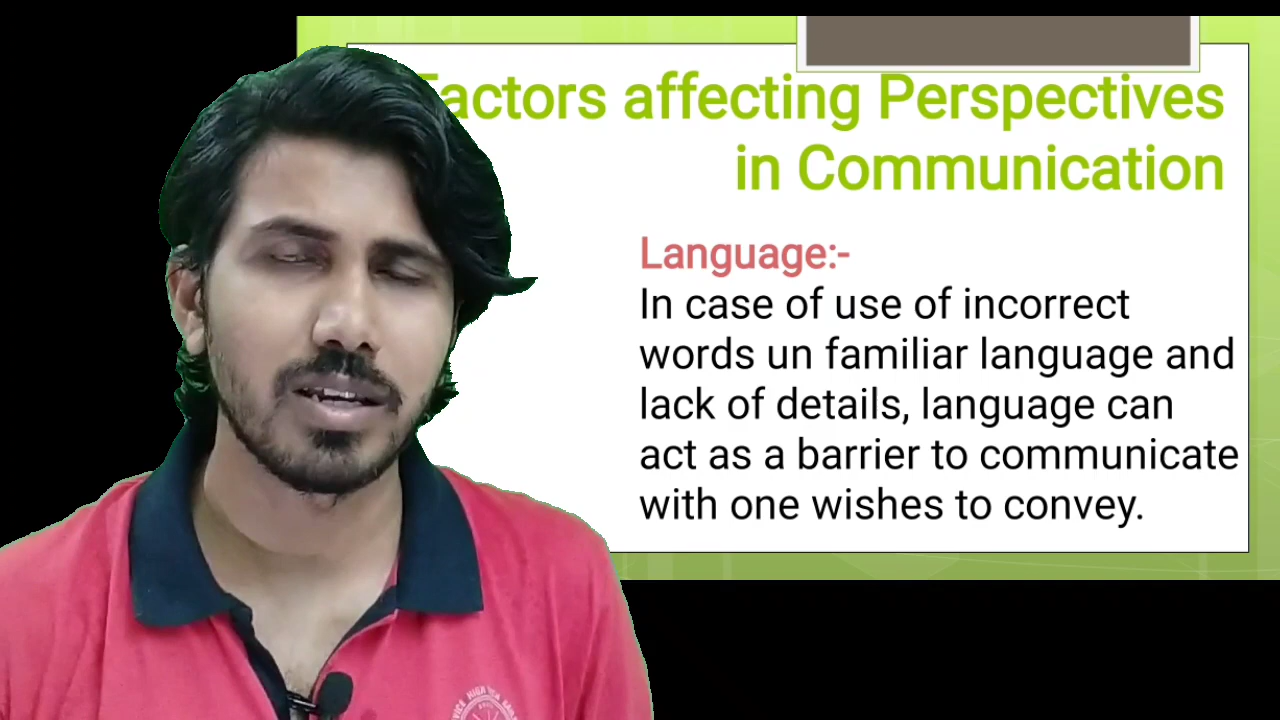 Factors affecting Perspectives
in Communication
Language:-
In case of use of incorrect
words un familiar language and
lack of details, language can
act as a barrier to communicate
with one wishes to convey.